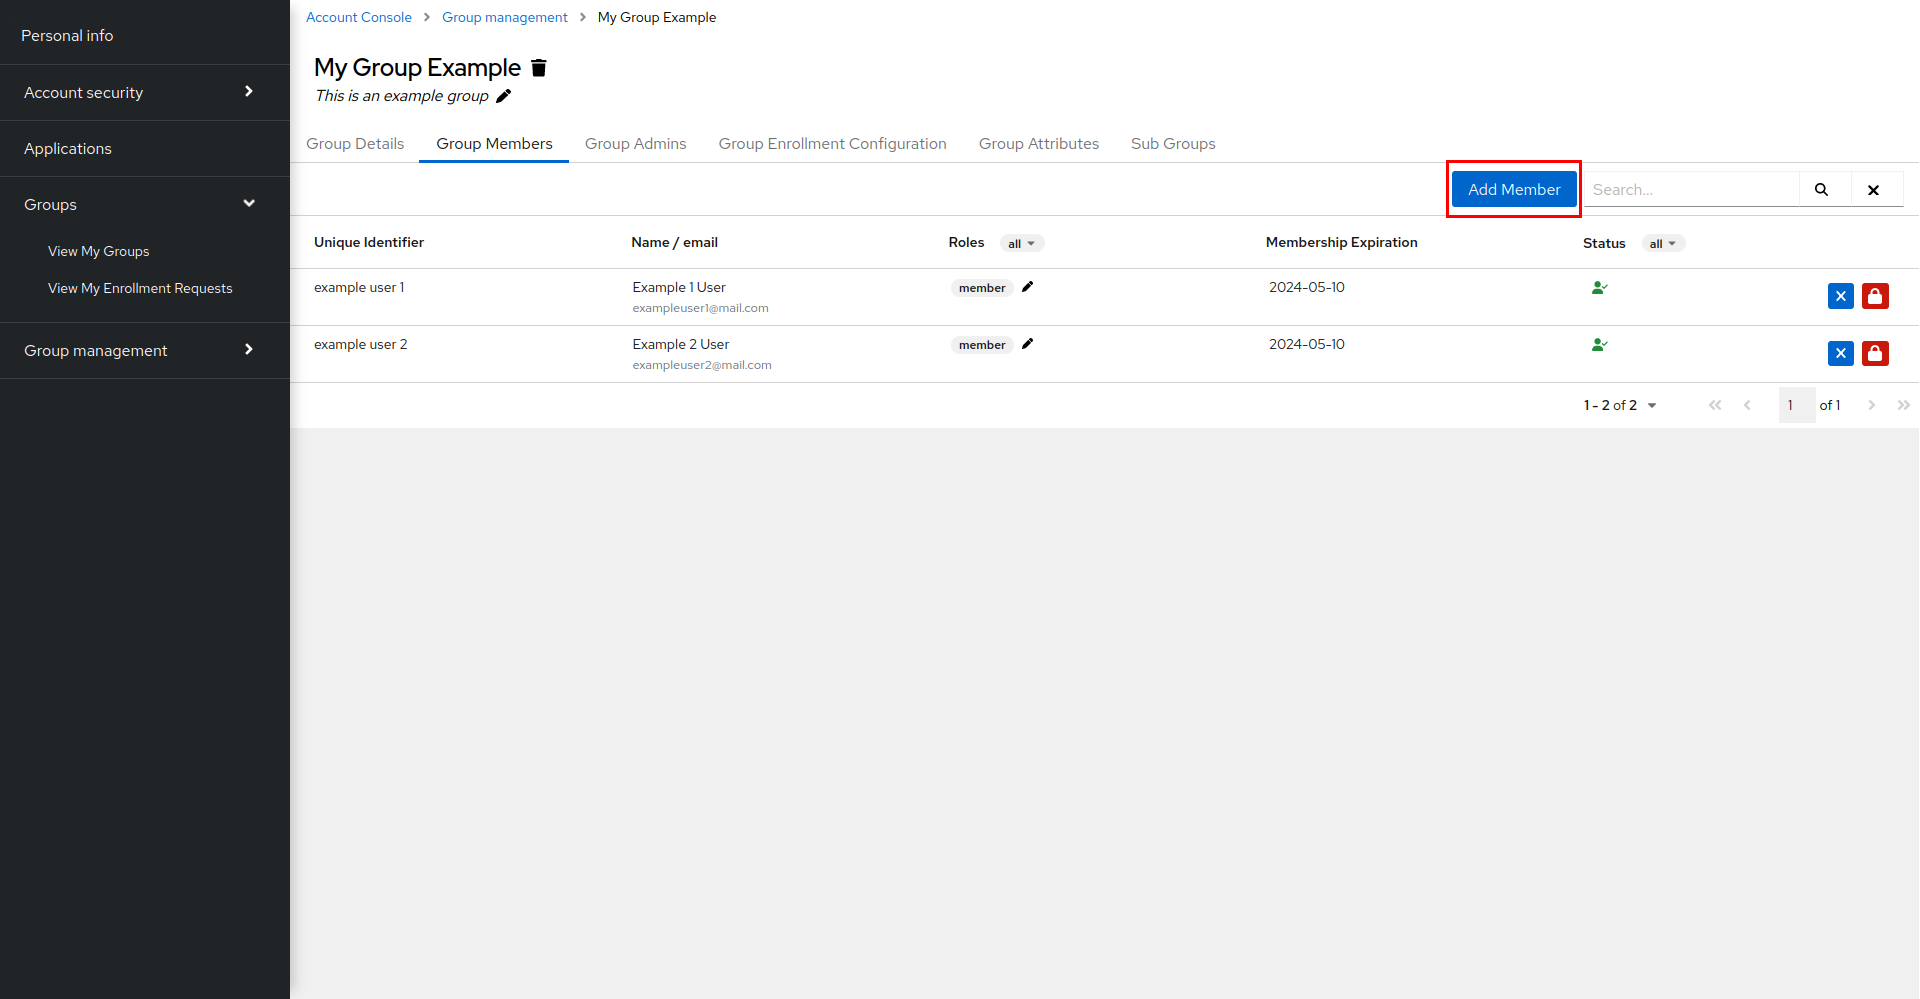 Personal info
Account security
Applications
Groups
View My Groups
View My Enrollment Requests
Group management
Account Console > Group management > My Group Example
My Group Example
This is an example group
Group Details Group Members Group Admins Group Enrollment Configuration Group Attributes Sub Groups
Add Member Search...
Unique Identifier Name / email Roles all Membership Expiration Status all
example user 1 Example 1 User member 2024-05-10
exampleuser1@mail.com
example user 2 Example 2 User member 2024-05-10
exampleuser2@mail.com
1 - 2 of 2 1 of 1